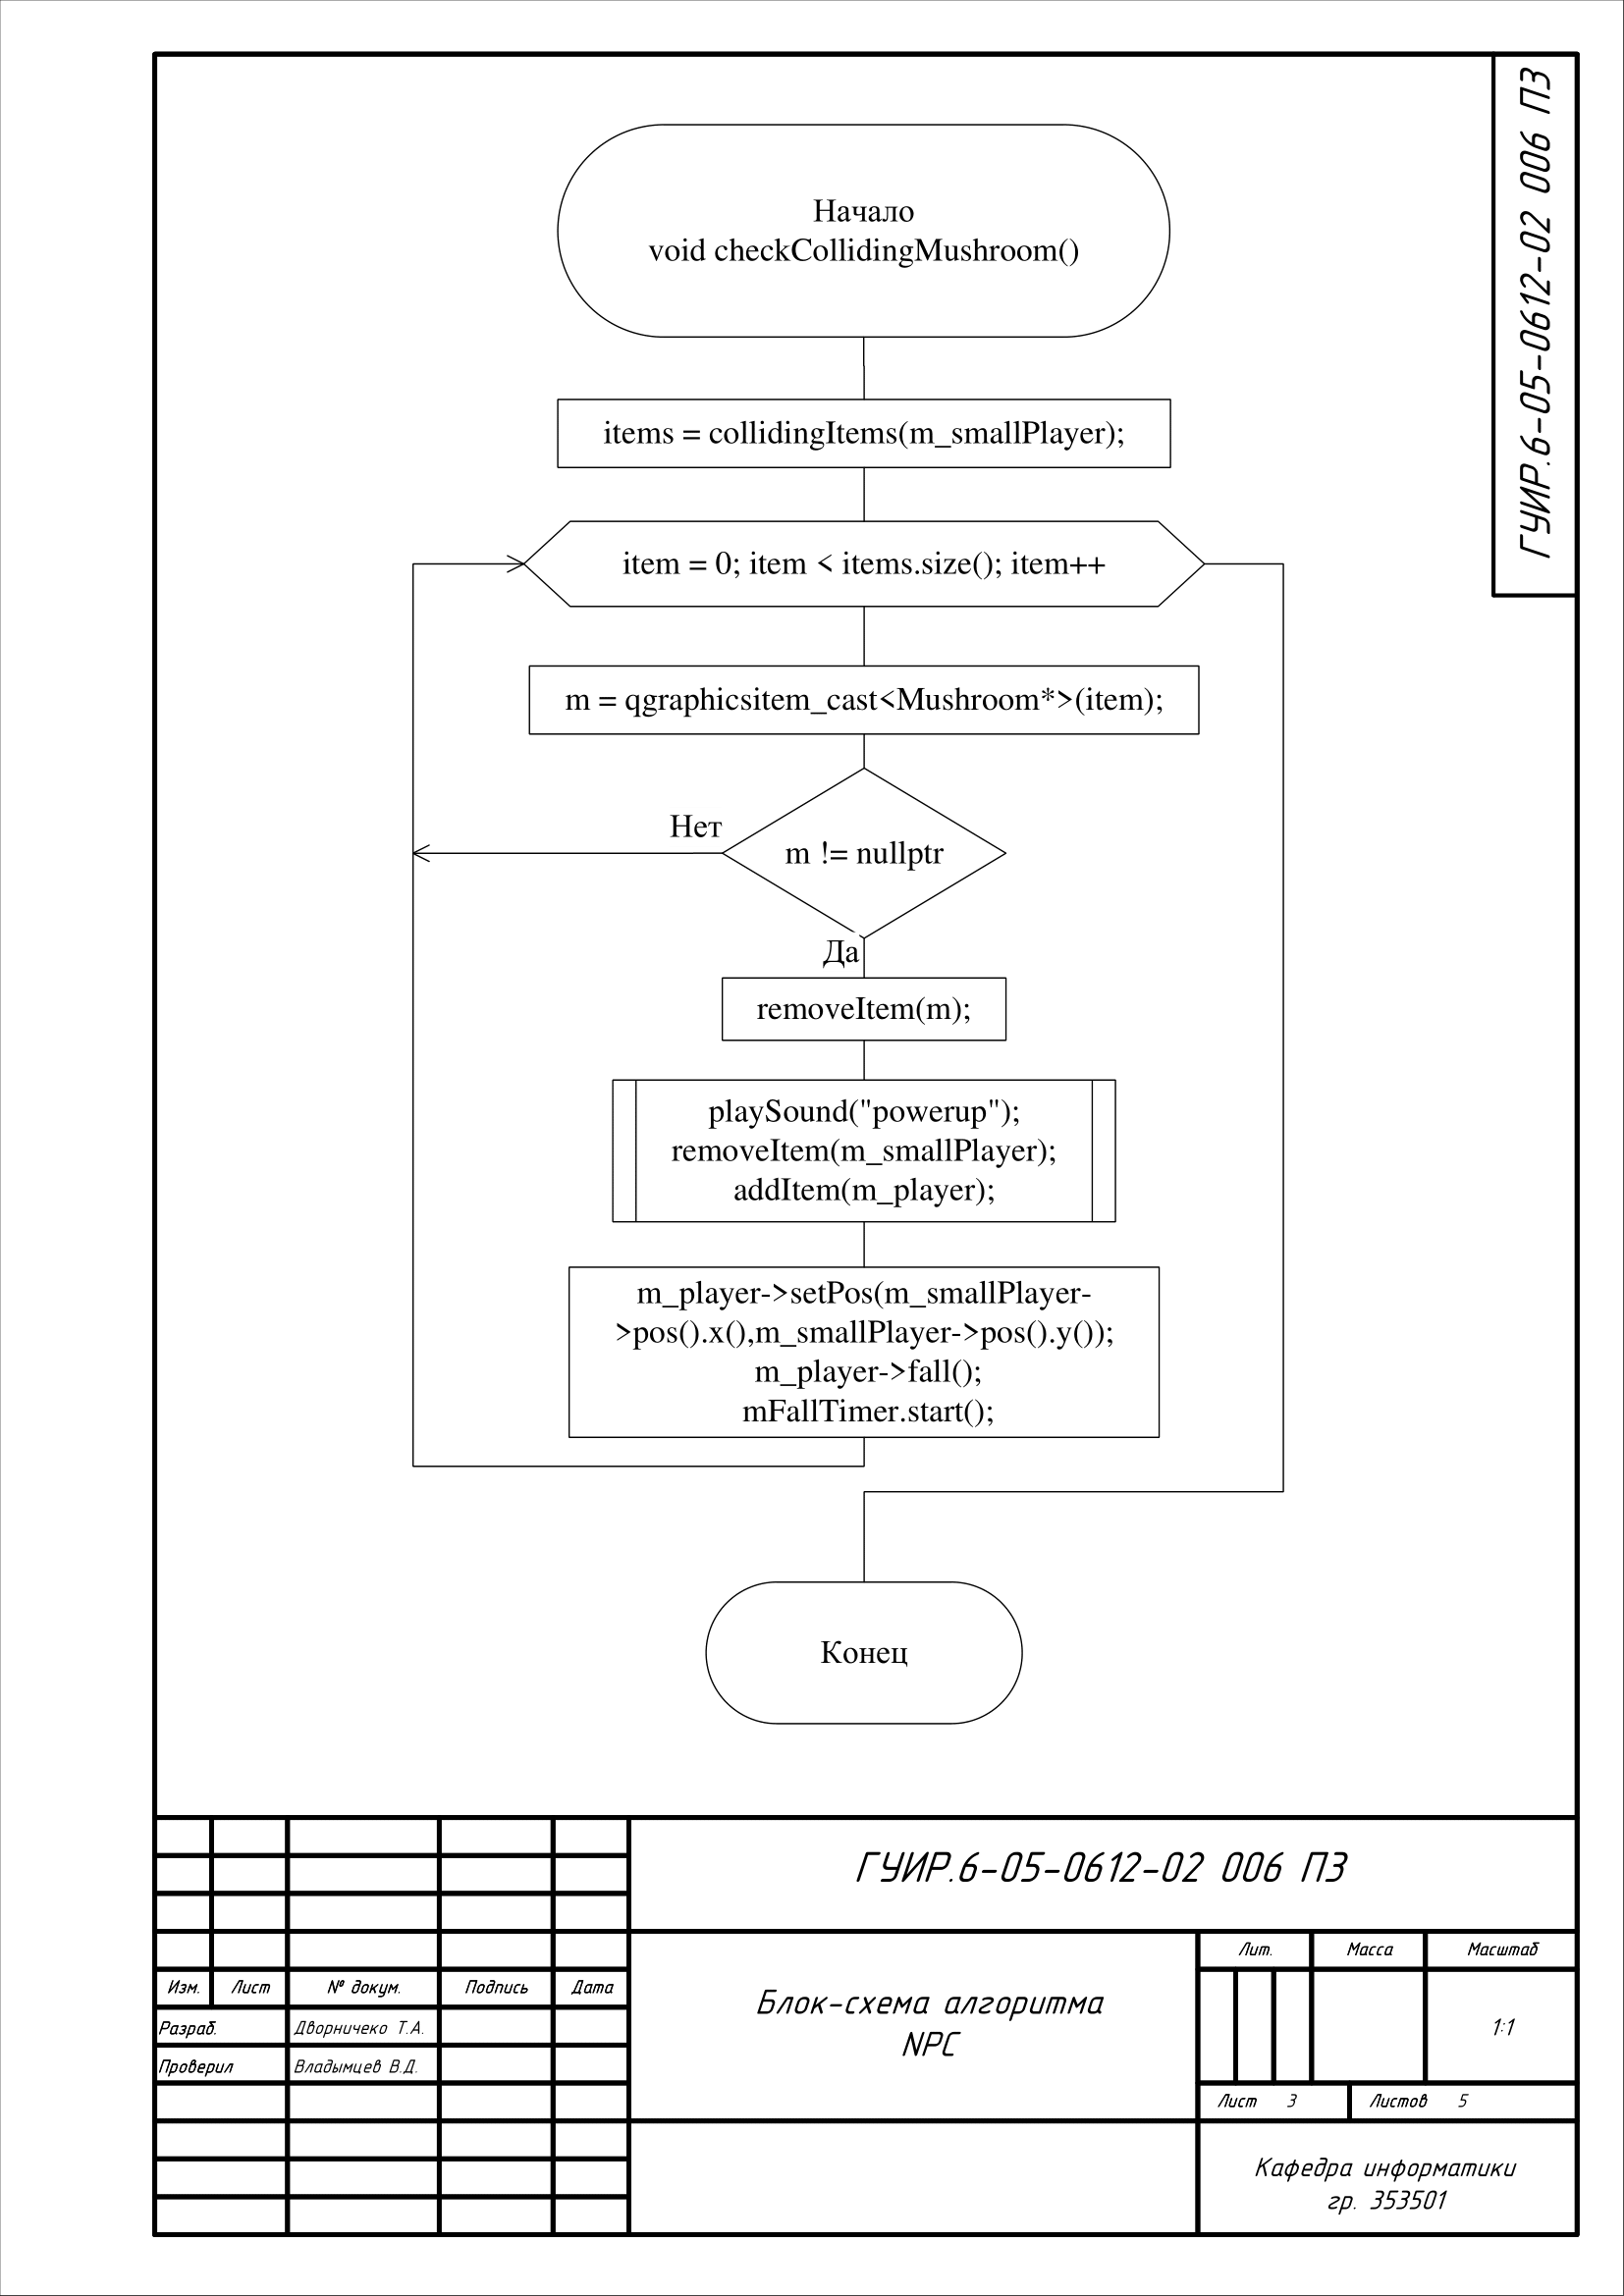 ГУИР.6-05-0612-02 006 ПЗ
Начало
void checkCollidingMushroom()
items = collidingItems(m_smallPlayer);
item = 0; item < items.size(); item++
m = qgraphicsitem_cast<Mushroom*>(item);
Нет
m != nullptr
Да
removeItem(m);
playSound("powerup");
removeItem(m_smallPlayer);
addItem(m_player);
m_player->setPos(m_smallPlayer-
>pos().x(),m_smallPlayer->pos().y());
m_player->fall();
mFallTimer.start();
Конец
ГУИР.6-05-0612-02 006 ПЗ
Лит. Масса Масштаб
Изм. Лист № докум. Подпись Дата
Блок-схема алгоритма
NPC
Разраб. Дворничеко Т.А.
1:1
Проверил Владымцев В.Д.
Лист 3 Листов 5
Кафедра информатики
гр. 353501